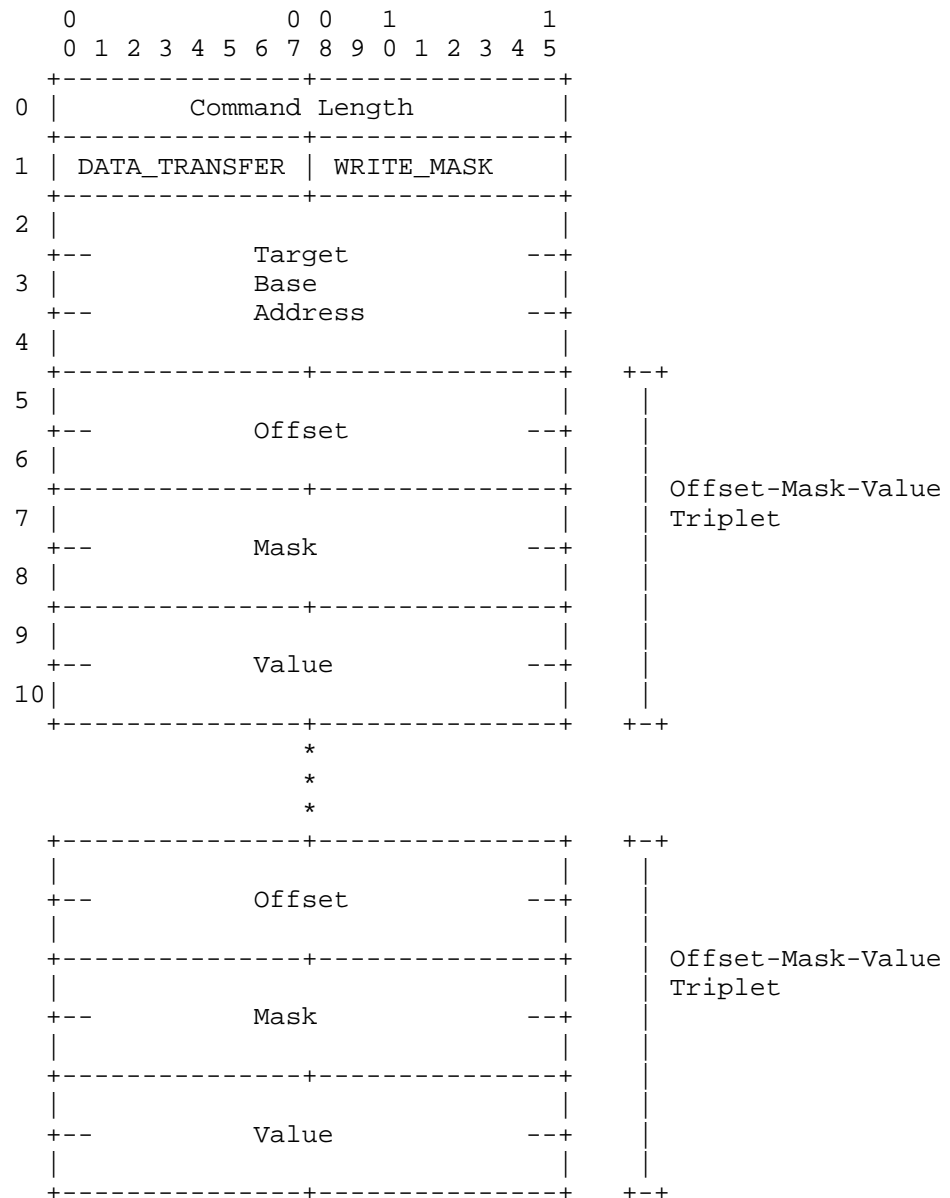 0 0 0 1 1
0 1 2 3 4 5 6 7 8 9 0 1 2 3 4 5
0 | Command Length |
1 | DATA_TRANSFER | WRITE_MASK |
2
Target
3 Base
Address
4
5
Offset
6
Offset-Mask-Value
7 Triplet
Mask
8
9
Value
10
*
*
*
Offset
Offset-Mask-Value
Triplet
Mask
Value